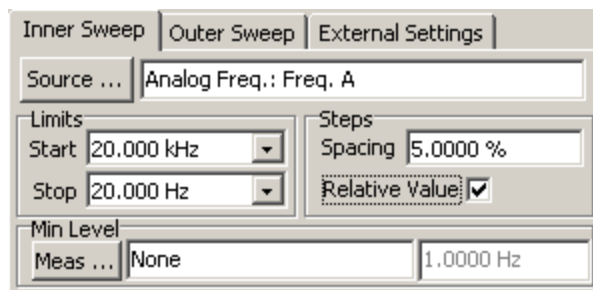 Inner Sweep Outer Sweep External Settings
Source ... Analog Freq.: Freq. A
Limits Steps
Start 20.000 kHz Spacing 5.0000 %
Stop 20.000 Hz Relative Value
Min Level
Meas ... None 1.0000 Hz